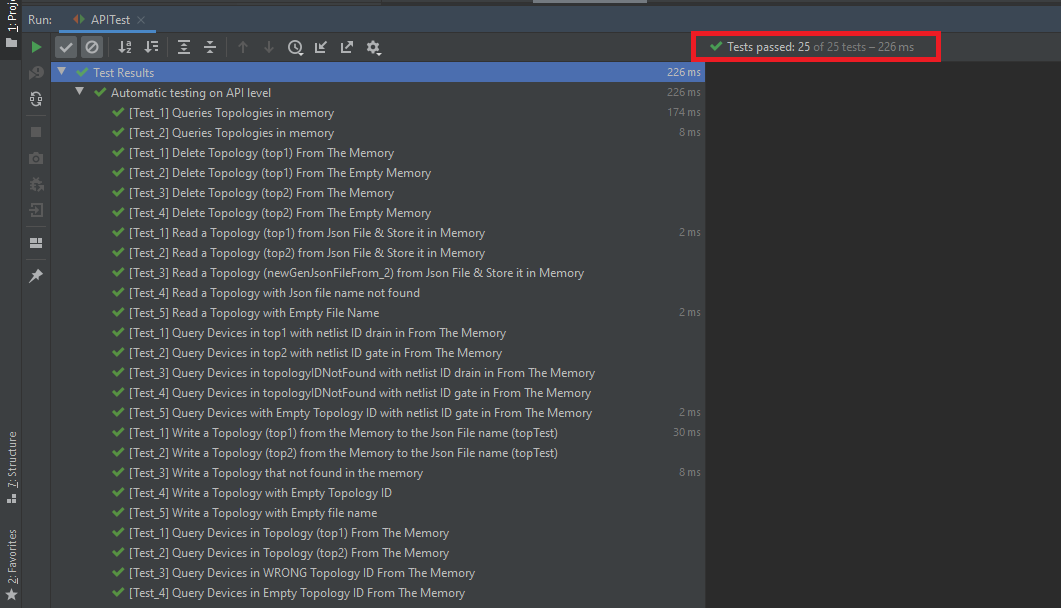 1: Proje
Run: APITest
Tests passed: 25 of 25 tests – 226 ms
Test Results 226 ms
Automatic testing on API level 226 ms
[Test_1] Queries Topologies in memory 174 ms
[Test_2] Queries Topologies in memory 8 ms
[Test_1] Delete Topology (top1) From The Memory
[Test_2] Delete Topology (top1) From The Empty Memory
[Test_3] Delete Topology (top2) From The Memory
[Test_4] Delete Topology (top2) From The Empty Memory
[Test_1] Read a Topology (top1) from Json File & Store it in Memory 2 ms
[Test_2] Read a Topology (top2) from Json File & Store it in Memory
[Test_3] Read a Topology (newGenJsonFileFrom_2) from Json File & Store it in Memory
[Test_4] Read a Topology with Json file name not found
[Test_5] Read a Topology with Empty File Name 2 ms
[Test_1] Query Devices in top1 with netlist ID drain in From The Memory
[Test_2] Query Devices in top2 with netlist ID gate in From The Memory
[Test_3] Query Devices in topologyIDNotFound with netlist ID drain in From The Memory
[Test_4] Query Devices in topologyIDNotFound with netlist ID gate in From The Memory
[Test_5] Query Devices with Empty Topology ID with netlist ID gate in From The Memory 2 ms
[Test_1] Write a Topology (top1) from the Memory to the Json File name (topTest) 30 ms
[Test_2] Write a Topology (top2) from the Memory to the Json File name (topTest)
[Test_3] Write a Topology that not found in the memory 8 ms
[Test_4] Write a Topology with Empty Topology ID
[Test_5] Write a Topology with Empty file name
[Test_1] Query Devices in Topology (top1) From The Memory
[Test_2] Query Devices in Topology (top2) From The Memory
[Test_3] Query Devices in WRONG Topology ID From The Memory
[Test_4] Query Devices in Empty Topology ID From The Memory
7: Structure
2: Favorites